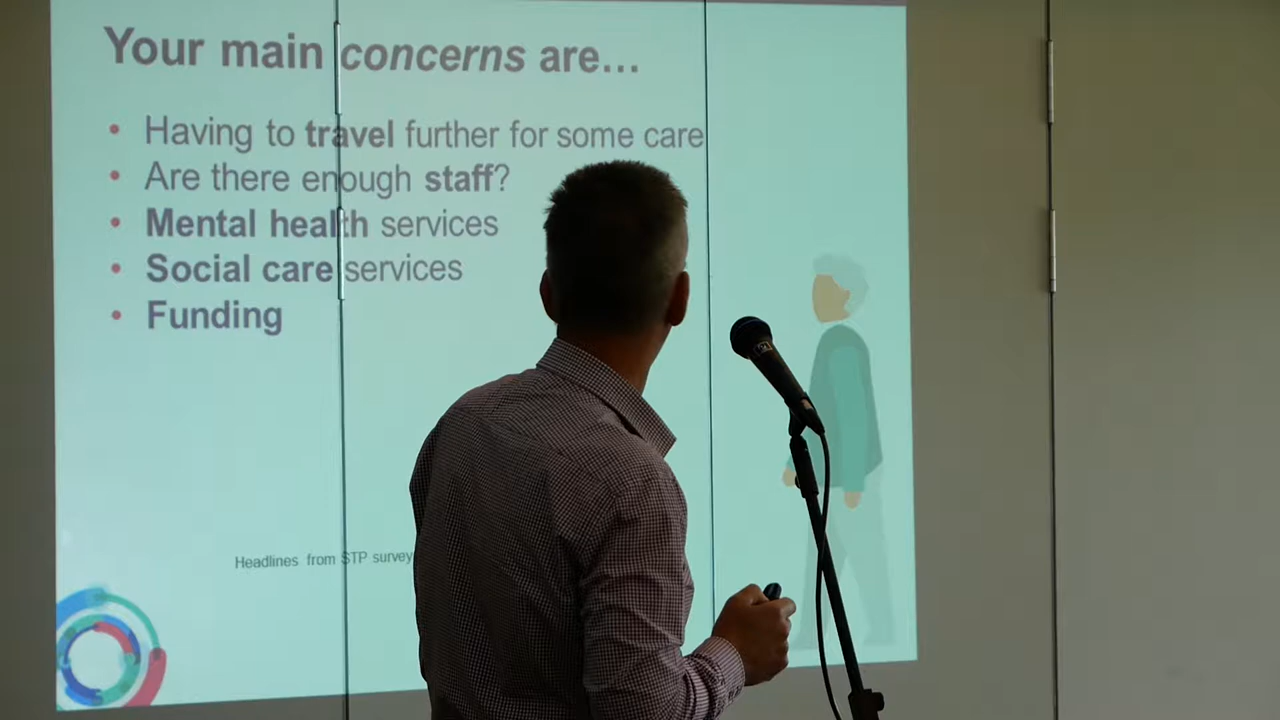 Your main concerns are...
• Having to travel further for some care
• Are there enough staff?
• Mental health services
• Social care services
• Funding
Headlines from STP survey